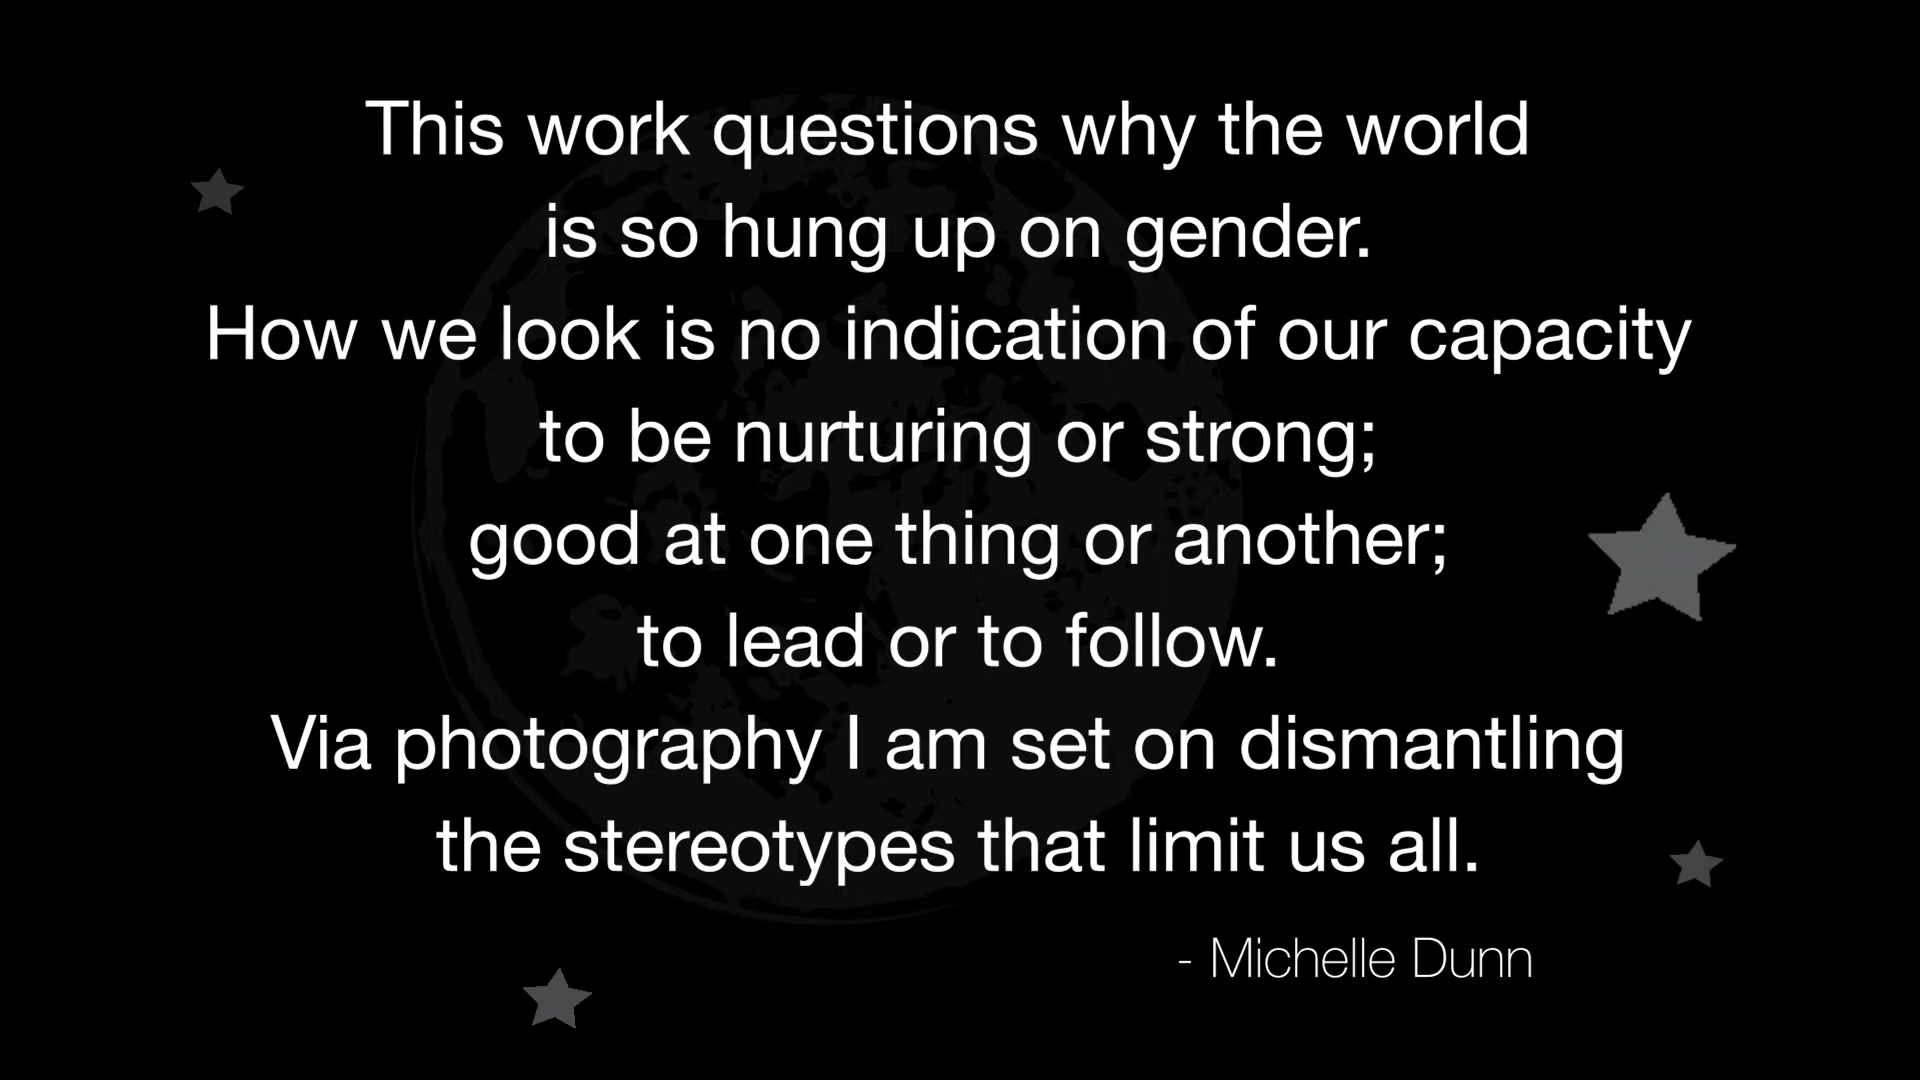 This work questions why the world
is so hung up on gender.
How we look is no indication of our capacity
to be nurturing or strong;
good at one thing or another;
to lead or to follow.
Via photography I am set on dismantling
the stereotypes that limit us all.
- Michelle Dunn